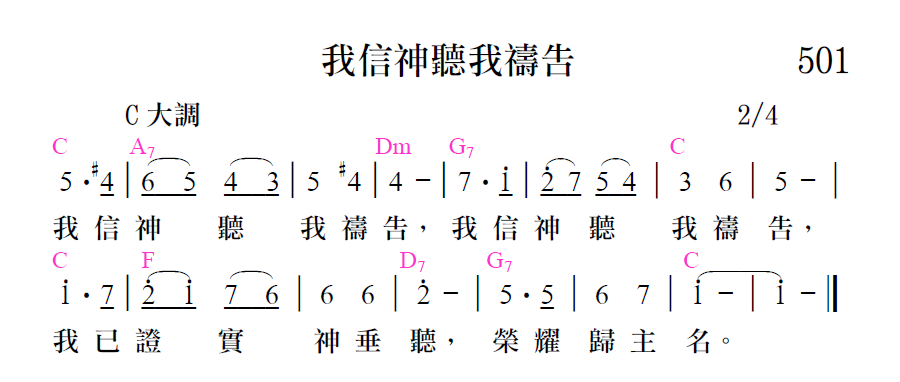 我信神聽我禱告 501
C 大調 2/4
C A7 Dm G7 C
5 · #4 | 6 5 4 3 | 5 #4 | 4 – | 7 · i | 2 7 5 4 | 3 6 | 5 – |
我信神 聽 我禱告，我信神 聽 我禱告，
C F D7 G7 C
i · 7 | 2 i 7 6 | 6 6 | 2 – | 5 · 5 | 6 7 | i – | i – ||
我已證 實 神垂聽，榮耀歸主名。